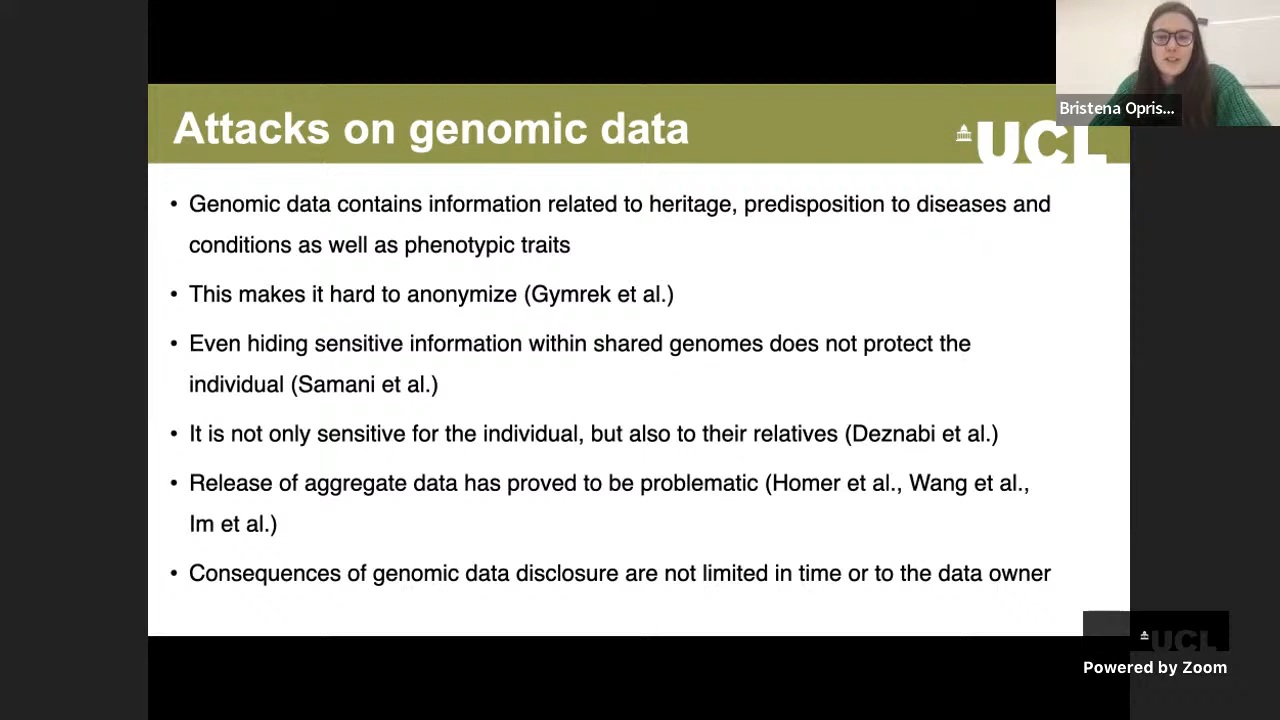 Bristena Opris...
Attacks on genomic data
UCL
• Genomic data contains information related to heritage, predisposition to diseases and
conditions as well as phenotypic traits
• This makes it hard to anonymize (Gymrek et al.)
• Even hiding sensitive information within shared genomes does not protect the
individual (Samani et al.)
• It is not only sensitive for the individual, but also to their relatives (Deznabi et al.)
• Release of aggregate data has proved to be problematic (Homer et al., Wang et al.,
Im et al.)
• Consequences of genomic data disclosure are not limited in time or to the data owner
UCL
Powered by Zoom